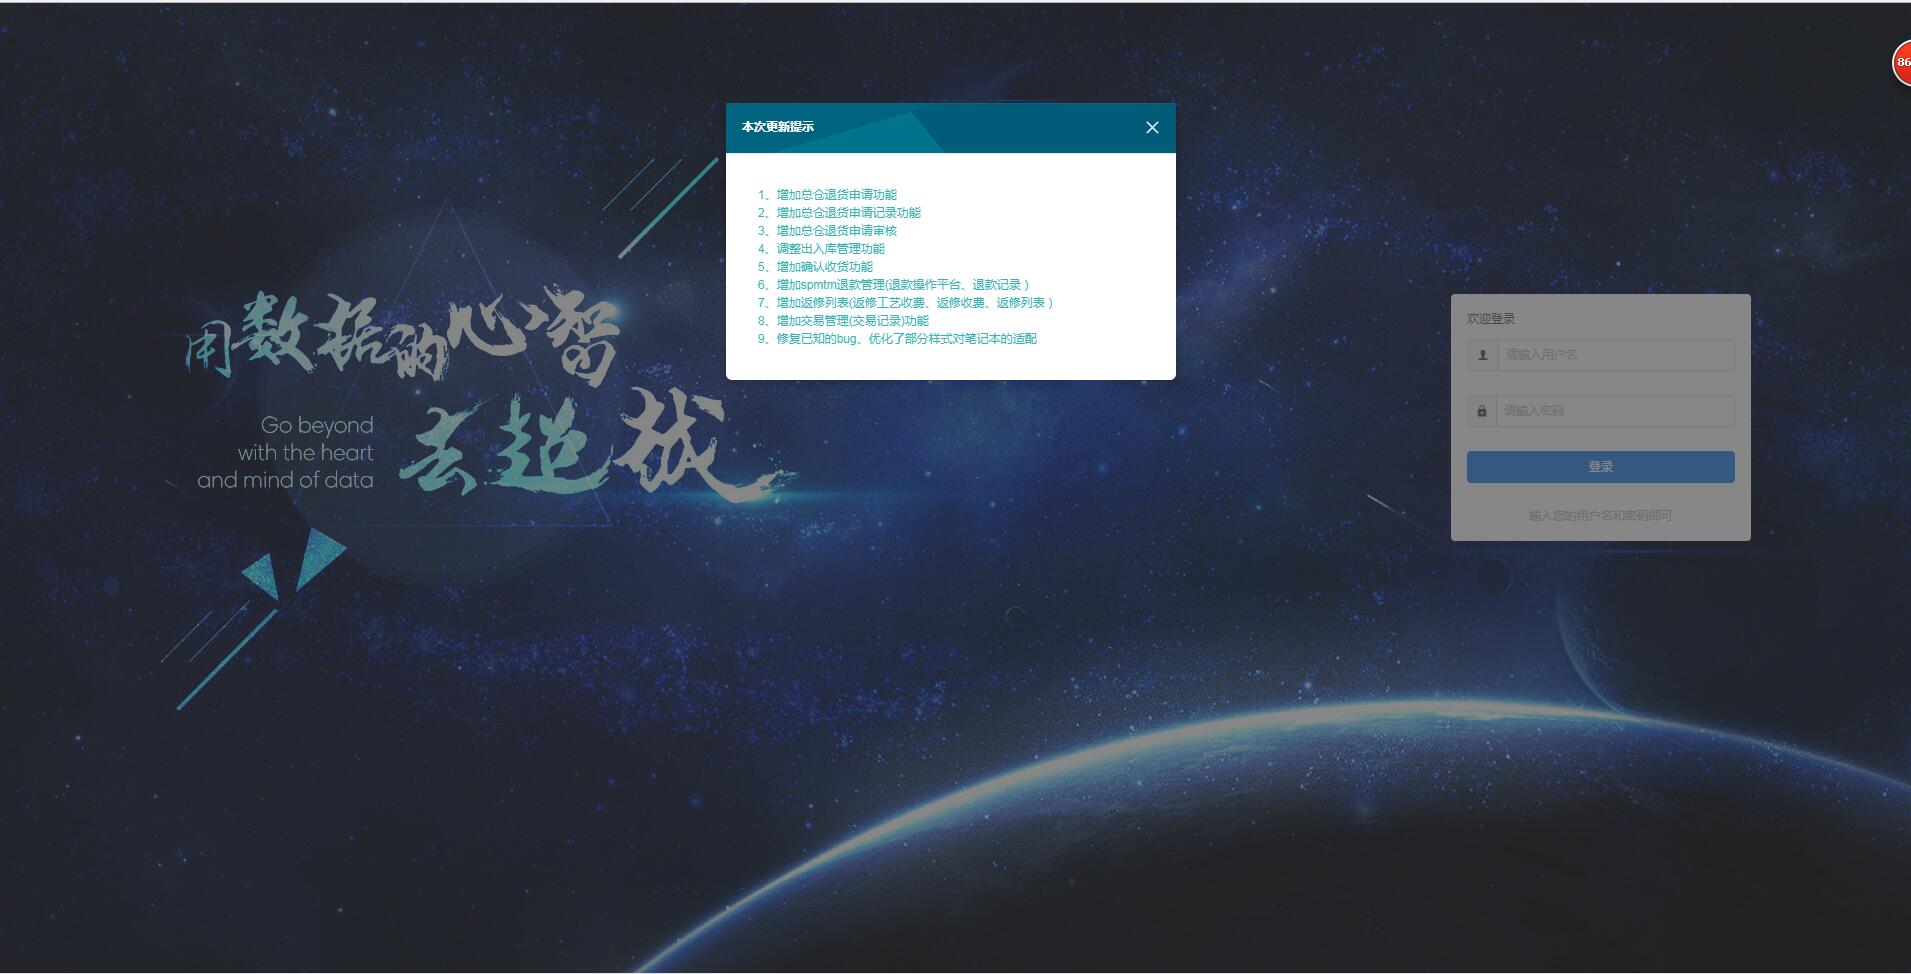 86
本次更新提示
1、增加总仓退货申请功能
2、增加总仓退货申请记录功能
3、增加总仓退货申请审核
4、调整出入库管理功能
5、增加确认收货功能
6、增加spmtm退款管理(退款操作平台、退款记录）
7、增加返修列表(返修工艺收费、返修收费、返修列表）
8、增加交易管理(交易记录)功能
9、修复已知的bug、优化了部分样式对笔记本的适配
用数据的心智
去超越
Go beyond
with the heart
and mind of data
欢迎登录
请输入用户名
请输入密码
登录
输入您的用户名和密码即可